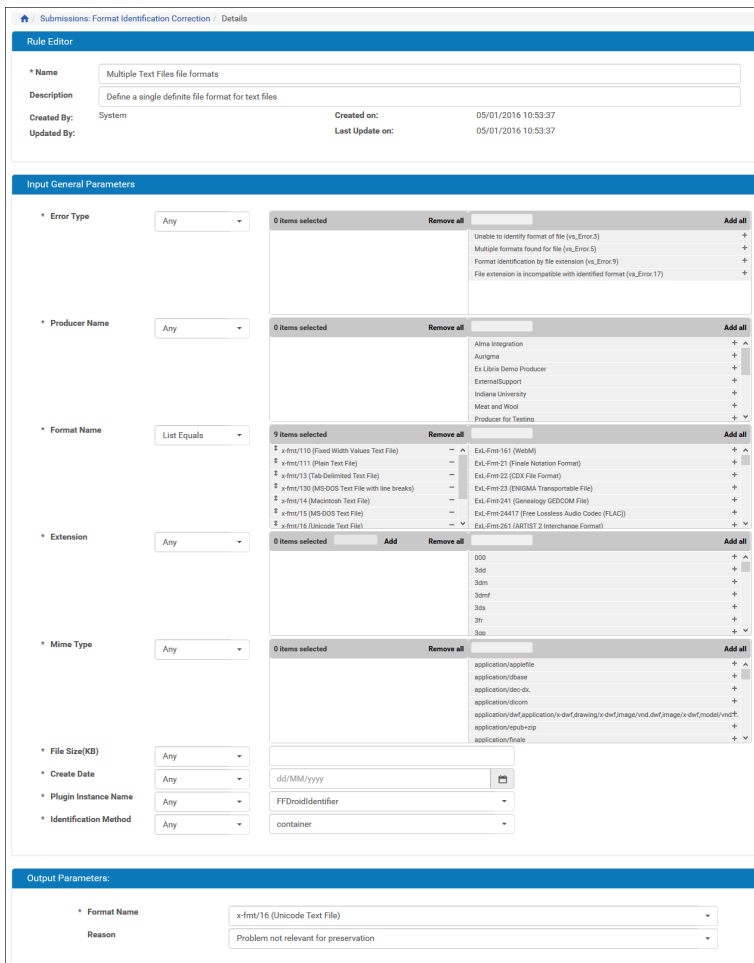 / Submissions: Format Identification Correction / Details
Rule Editor
* Name Multiple Text Files file formats
Description Define a single definite file format for text files
Created By: System Created on: 05/01/2016 10:53:37
Updated By: Last Update on: 05/01/2016 10:53:37
Input General Parameters
* Error Type Any 0 items selected Remove all Add all
Unable to identify format of file (vs_Error.3) +
Multiple formats found for file (vs_Error.5) +
Format identification by file extension (vs_Error.9) +
File extension is incompatible with identified format (vs_Error.17) +
* Producer Name Any 0 items selected Remove all Add all
Alma Integration +
Aurigma +
Ex Libris Demo Producer +
ExternalSupport +
Indiana University +
Meat and Wool +
Producer for Testing +
* Format Name List Equals 9 items selected Remove all Add all
x-fmt/110 (Fixed Width Values Text File) − ExL-Fmt-161 (WebM) +
x-fmt/111 (Plain Text File) − ExL-Fmt-21 (Finale Notation Format) +
x-fmt/13 (Tab-Delimited Text File) − ExL-Fmt-22 (CDX File Format) +
x-fmt/130 (MS-DOS Text File with line breaks) − ExL-Fmt-23 (ENIGMA Transportable File) +
x-fmt/14 (Macintosh Text File) − ExL-Fmt-241 (Genealogy GEDCOM File) +
x-fmt/15 (MS-DOS Text File) − ExL-Fmt-24417 (Free Lossless Audio Codec (FLAC)) +
x-fmt/16 (Unicode Text File) − ExL-Fmt-261 (ARTIST 2 Interchange Format) +
* Extension Any 0 items selected Add Remove all Add all
000 +
3dd +
3dm +
3dmf +
3ds +
3fr +
3gp +
* Mime Type Any 0 items selected Remove all Add all
application/applefile +
application/dbase +
application/dec-dx. +
application/dicom +
application/dwf,application/x-dwf,drawing/x-dwf,image/vnd.dwf,image/x-dwf,model/vnd.... +
application/epub+zip +
application/finale +
* File Size(KB) Any
* Create Date Any dd/MM/yyyy
* Plugin Instance Name Any FFDroidIdentifier
* Identification Method Any container
Output Parameters:
* Format Name x-fmt/16 (Unicode Text File)
Reason Problem not relevant for preservation